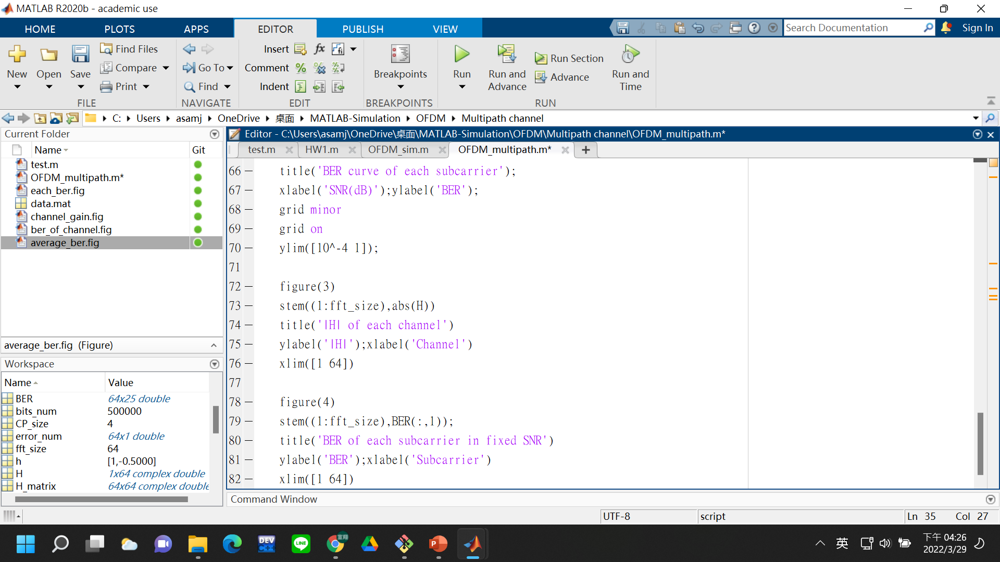 MATLAB R2020b - academic use
HOME PLOTS APPS EDITOR PUBLISH VIEW Search Documentation Sign In
New Open Save Find Files Compare Print
FILE
Go To Find
NAVIGATE
Insert fx fi
Comment
Indent
EDIT
Breakpoints
BREAKPOINTS
Run Run and Advance Run Section Advance Run and Time
RUN
C: Users asamj OneDrive 桌面 MATLAB-Simulation OFDM Multipath channel
Current Folder
Name Git
test.m
OFDM_multipath.m*
each_ber.fig
data.mat
channel_gain.fig
ber_of_channel.fig
average_ber.fig
average_ber.fig (Figure)
Workspace
Name Value
BER 64x25 double
bits_num 500000
CP_size 4
error_num 64x1 double
fft_size 64
h [1,-0.5000]
H 1x64 complex double
H_matrix 64x64 complex double
Editor - C:\Users\asamj\OneDrive\桌面\MATLAB-Simulation\OFDM\Multipath channel\OFDM_multipath.m*
test.m HW1.m OFDM_sim.m OFDM_multipath.m*
66 title('BER curve of each subcarrier');
67 xlabel('SNR(dB)');ylabel('BER');
68 grid minor
69 grid on
70 ylim([10^-4 1]);
71
72 figure(3)
73 stem((1:fft_size),abs(H))
74 title('|H| of each channel')
75 ylabel('|H|');xlabel('Channel')
76 xlim([1 64])
77
78 figure(4)
79 stem((1:fft_size),BER(:,1));
80 title('BER of each subcarrier in fixed SNR')
81 ylabel('BER');xlabel('Subcarrier')
82 xlim([1 64])
Command Window
UTF-8 script Ln 35 Col 27
DEV C++ LINE 宣翔 P 英 下午 04:26
2022/3/29